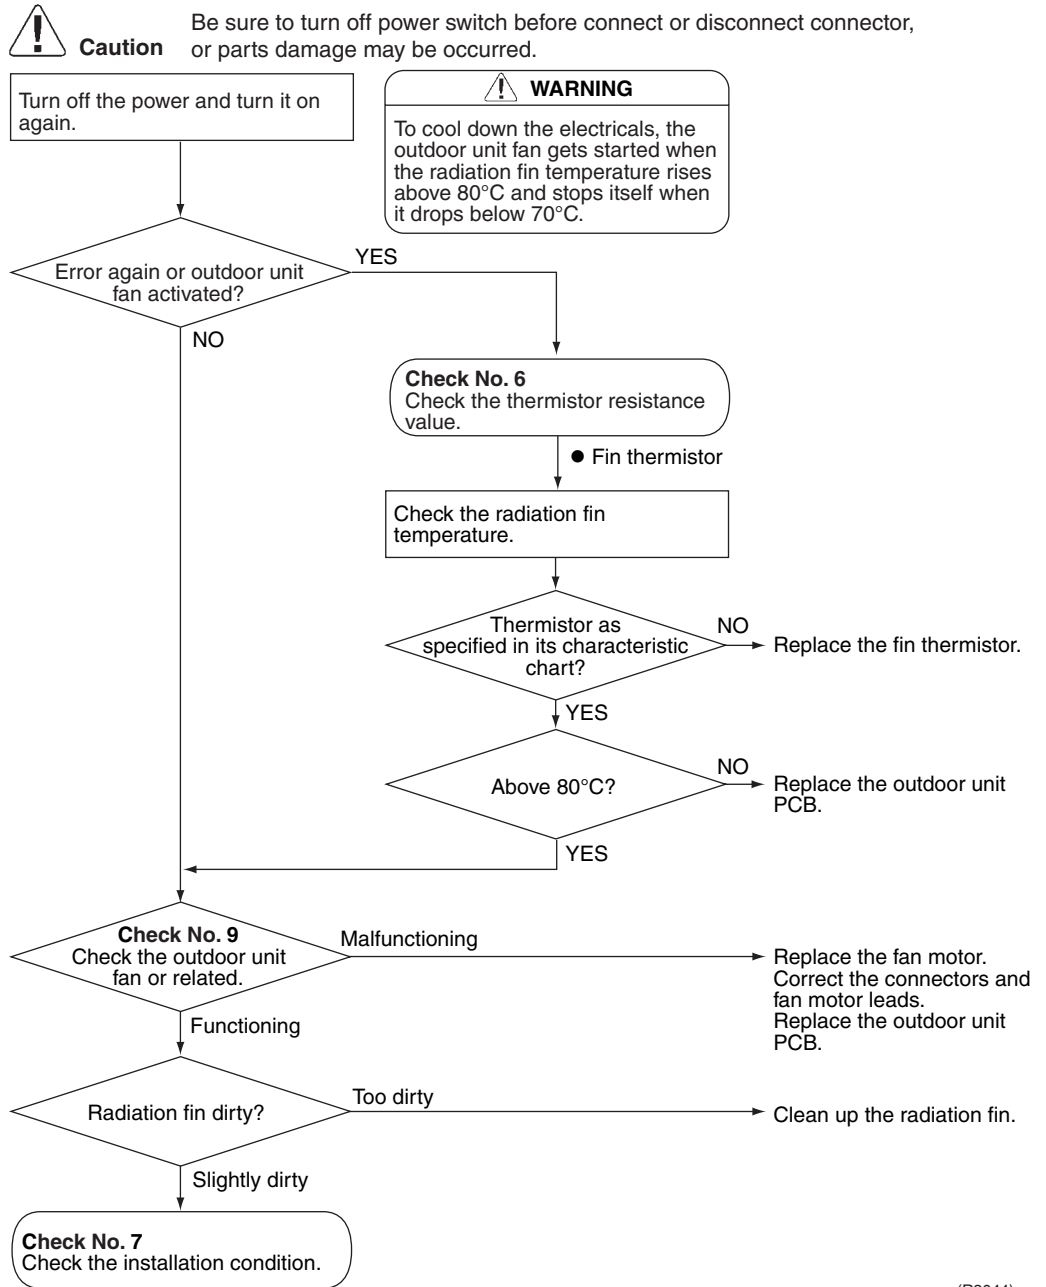 Caution
Be sure to turn off power switch before connect or disconnect connector,
or parts damage may be occurred.
Turn off the power and turn it on
again.
WARNING
To cool down the electricals, the
outdoor unit fan gets started when
the radiation fin temperature rises
above 80°C and stops itself when
it drops below 70°C.
Error again or outdoor unit
fan activated?
YES
NO
Check No. 6
Check the thermistor resistance
value.
● Fin thermistor
Check the radiation fin
temperature.
Thermistor as
specified in its characteristic
chart?
NO
Replace the fin thermistor.
YES
Above 80°C?
NO
Replace the outdoor unit
PCB.
YES
Check No. 9
Check the outdoor unit
fan or related.
Malfunctioning
Replace the fan motor.
Correct the connectors and
fan motor leads.
Replace the outdoor unit
PCB.
Functioning
Radiation fin dirty?
Too dirty
Clean up the radiation fin.
Slightly dirty
Check No. 7
Check the installation condition.